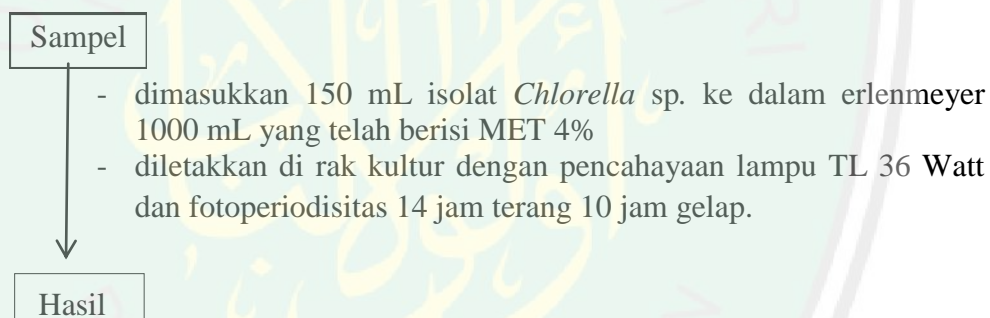 Sampel
- dimasukkan 150 mL isolat Chlorella sp. ke dalam erlenmeyer
1000 mL yang telah berisi MET 4%
- diletakkan di rak kultur dengan pencahayaan lampu TL 36 Watt
dan fotoperiodisitas 14 jam terang 10 jam gelap.
Hasil